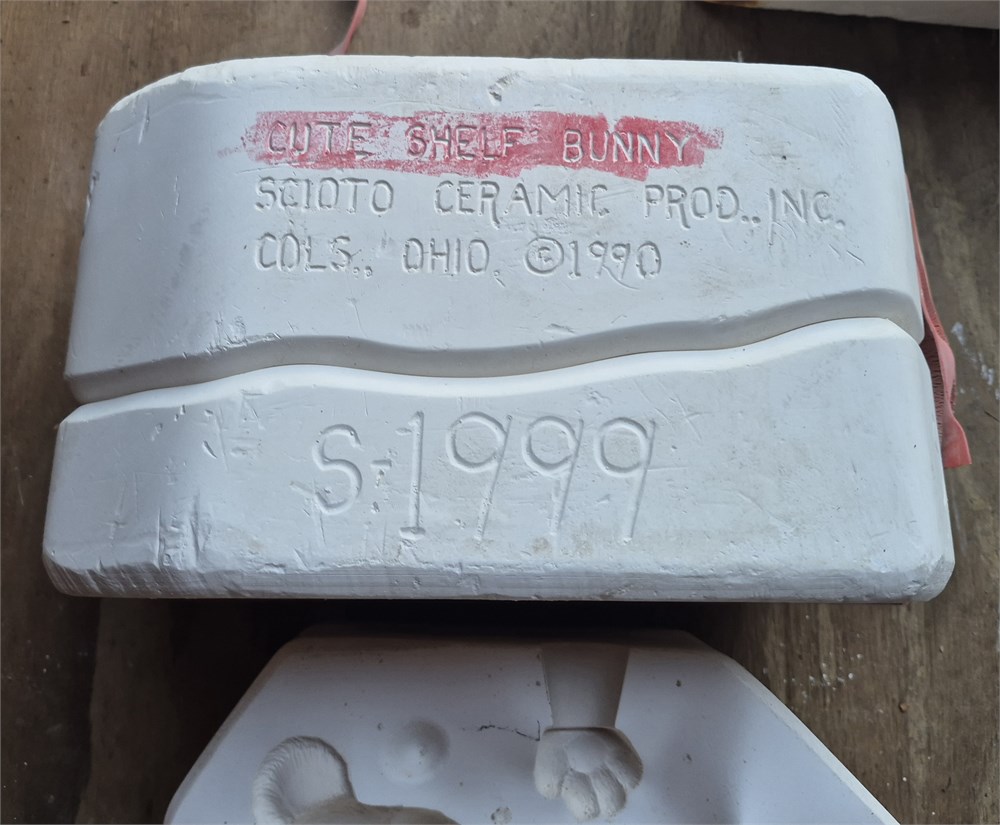 CUTE SHELF BUNNY
SCIOTO CERAMIC PROD., INC.
COLS., OHIO, ©1990
S-1999